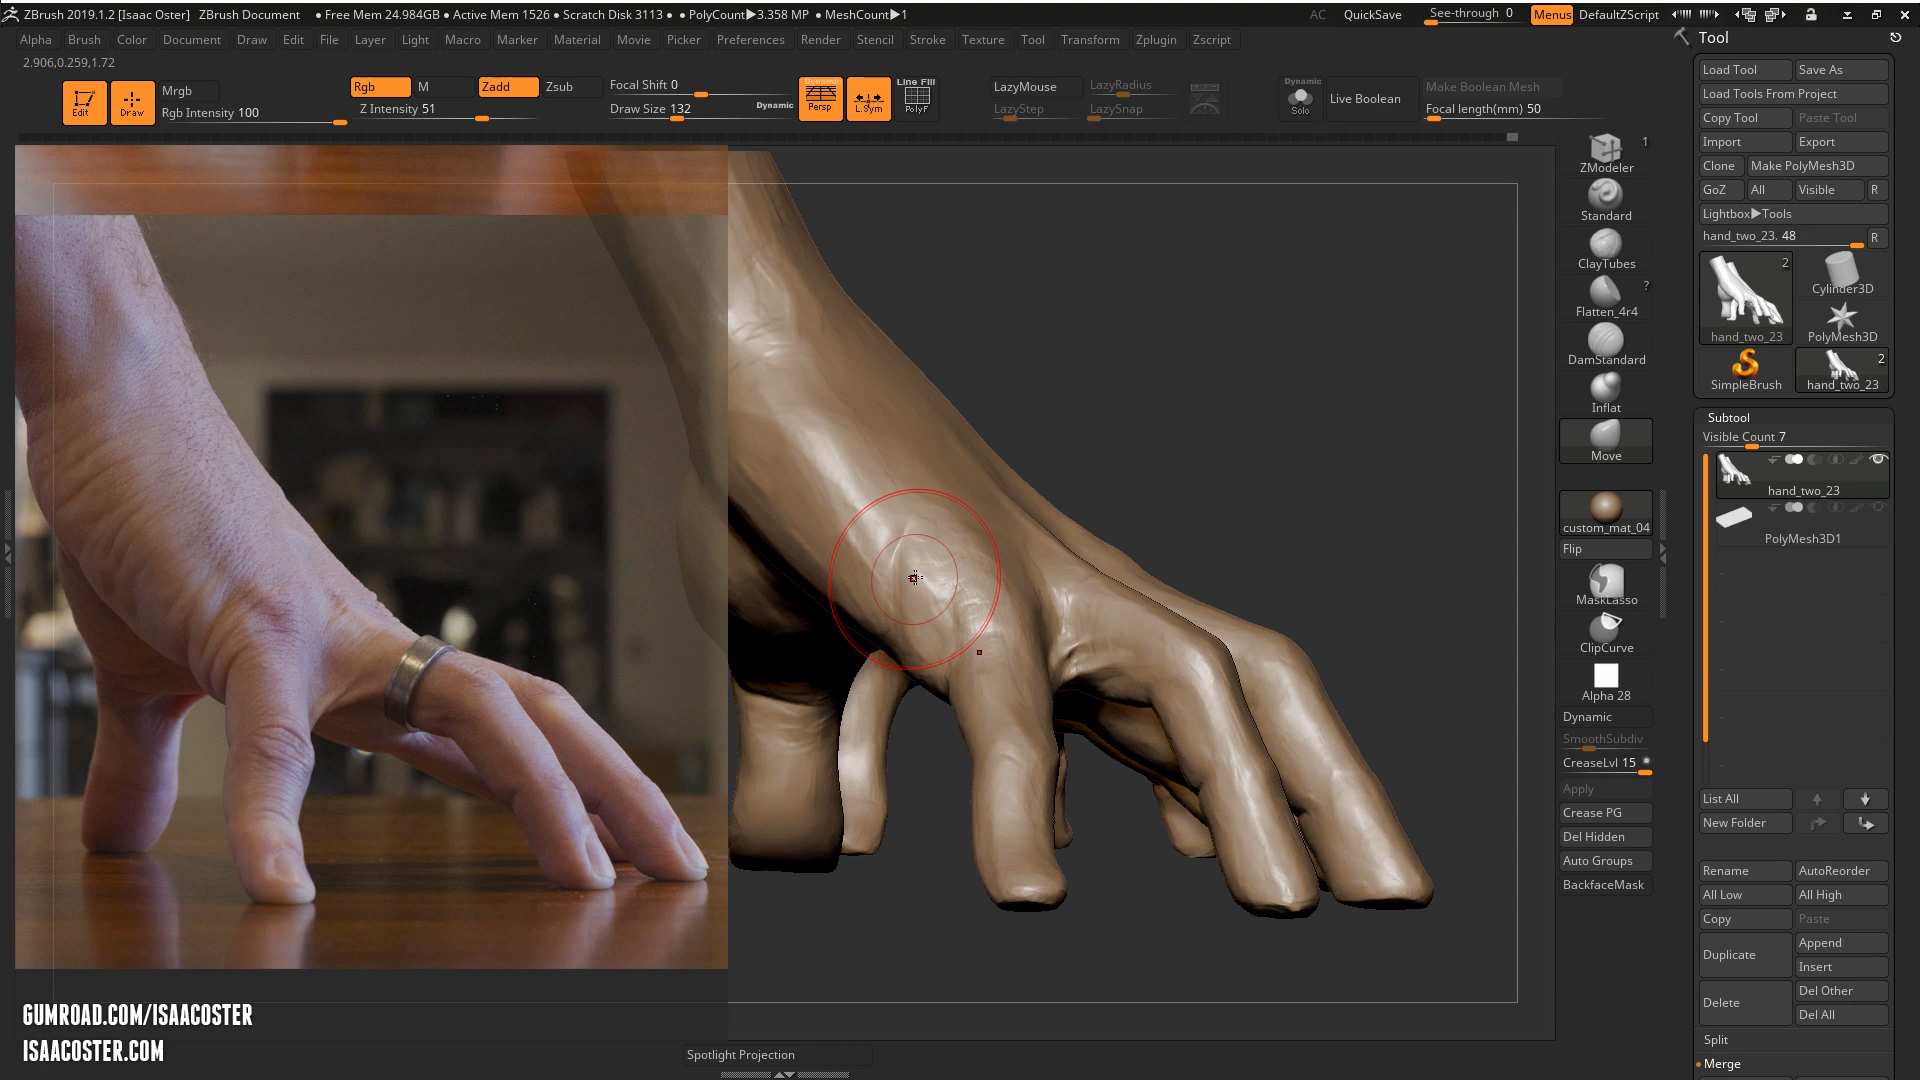 ZBrush 2019.1.2 [Isaac Oster] ZBrush Document • Free Mem 24.984GB • Active Mem 1526 • Scratch Disk 3113 • • PolyCount▶3.358 MP • MeshCount▶1 AC QuickSave See-through 0 Menus DefaultZScript
Alpha Brush Color Document Draw Edit File Layer Light Macro Marker Material Movie Picker Preferences Render Stencil Stroke Texture Tool Transform Zplugin Zscript
2.906,0.259,1.72
Edit Draw
Mrgb
Rgb Intensity 100
Rgb M Zadd Zsub
Z Intensity 51
Focal Shift 0
Draw Size 132 Dynamic
Dynamic
Persp
L.Sym
Line Fill
PolyF
LazyMouse LazyRadius
LazyStep LazySnap
Dynamic
Solo
Live Boolean
Make Boolean Mesh
Focal length(mm) 50
1
ZModeler
Standard
ClayTubes
?
Flatten_4r4
DamStandard
Inflat
Move
custom_mat_04
Flip
MaskLasso
ClipCurve
Alpha 28
Dynamic
SmoothSubdiv
CreaseLvl 15
Apply
Crease PG
Del Hidden
Auto Groups
BackfaceMask
Tool
Load Tool Save As
Load Tools From Project
Copy Tool Paste Tool
Import Export
Clone Make PolyMesh3D
GoZ All Visible R
Lightbox▶Tools
hand_two_23. 48 R
2
hand_two_23
Cylinder3D
PolyMesh3D
SimpleBrush
2
hand_two_23
Subtool
Visible Count 7
hand_two_23
PolyMesh3D1
List All
New Folder
Rename AutoReorder
All Low All High
Copy Paste
Duplicate Append
Insert
Delete Del Other
Del All
Split
Merge
GUMROAD.COM/ISAACOSTER
ISAACOSTER.COM
Spotlight Projection